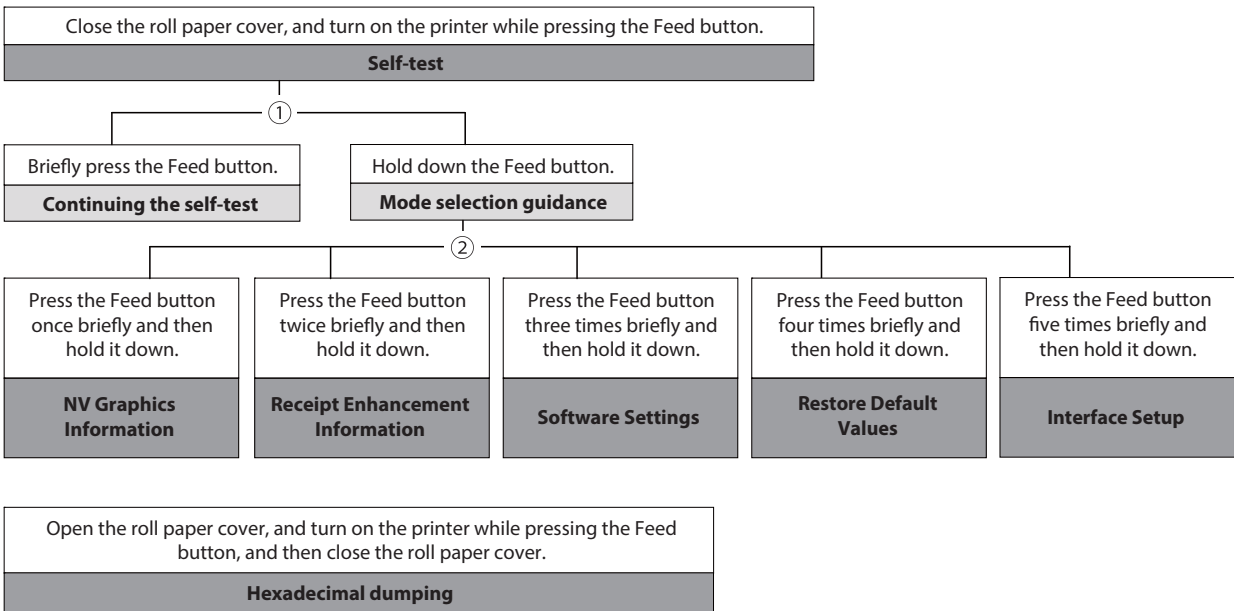 Close the roll paper cover, and turn on the printer while pressing the Feed button.
Self-test
①
Briefly press the Feed button.
Continuing the self-test
Hold down the Feed button.
Mode selection guidance
②
Press the Feed button
once briefly and then
hold it down.
NV Graphics
Information
Press the Feed button
twice briefly and then
hold it down.
Receipt Enhancement
Information
Press the Feed button
three times briefly and
then hold it down.
Software Settings
Press the Feed button
four times briefly and
then hold it down.
Restore Default
Values
Press the Feed button
five times briefly and
then hold it down.
Interface Setup
Open the roll paper cover, and turn on the printer while pressing the Feed
button, and then close the roll paper cover.
Hexadecimal dumping